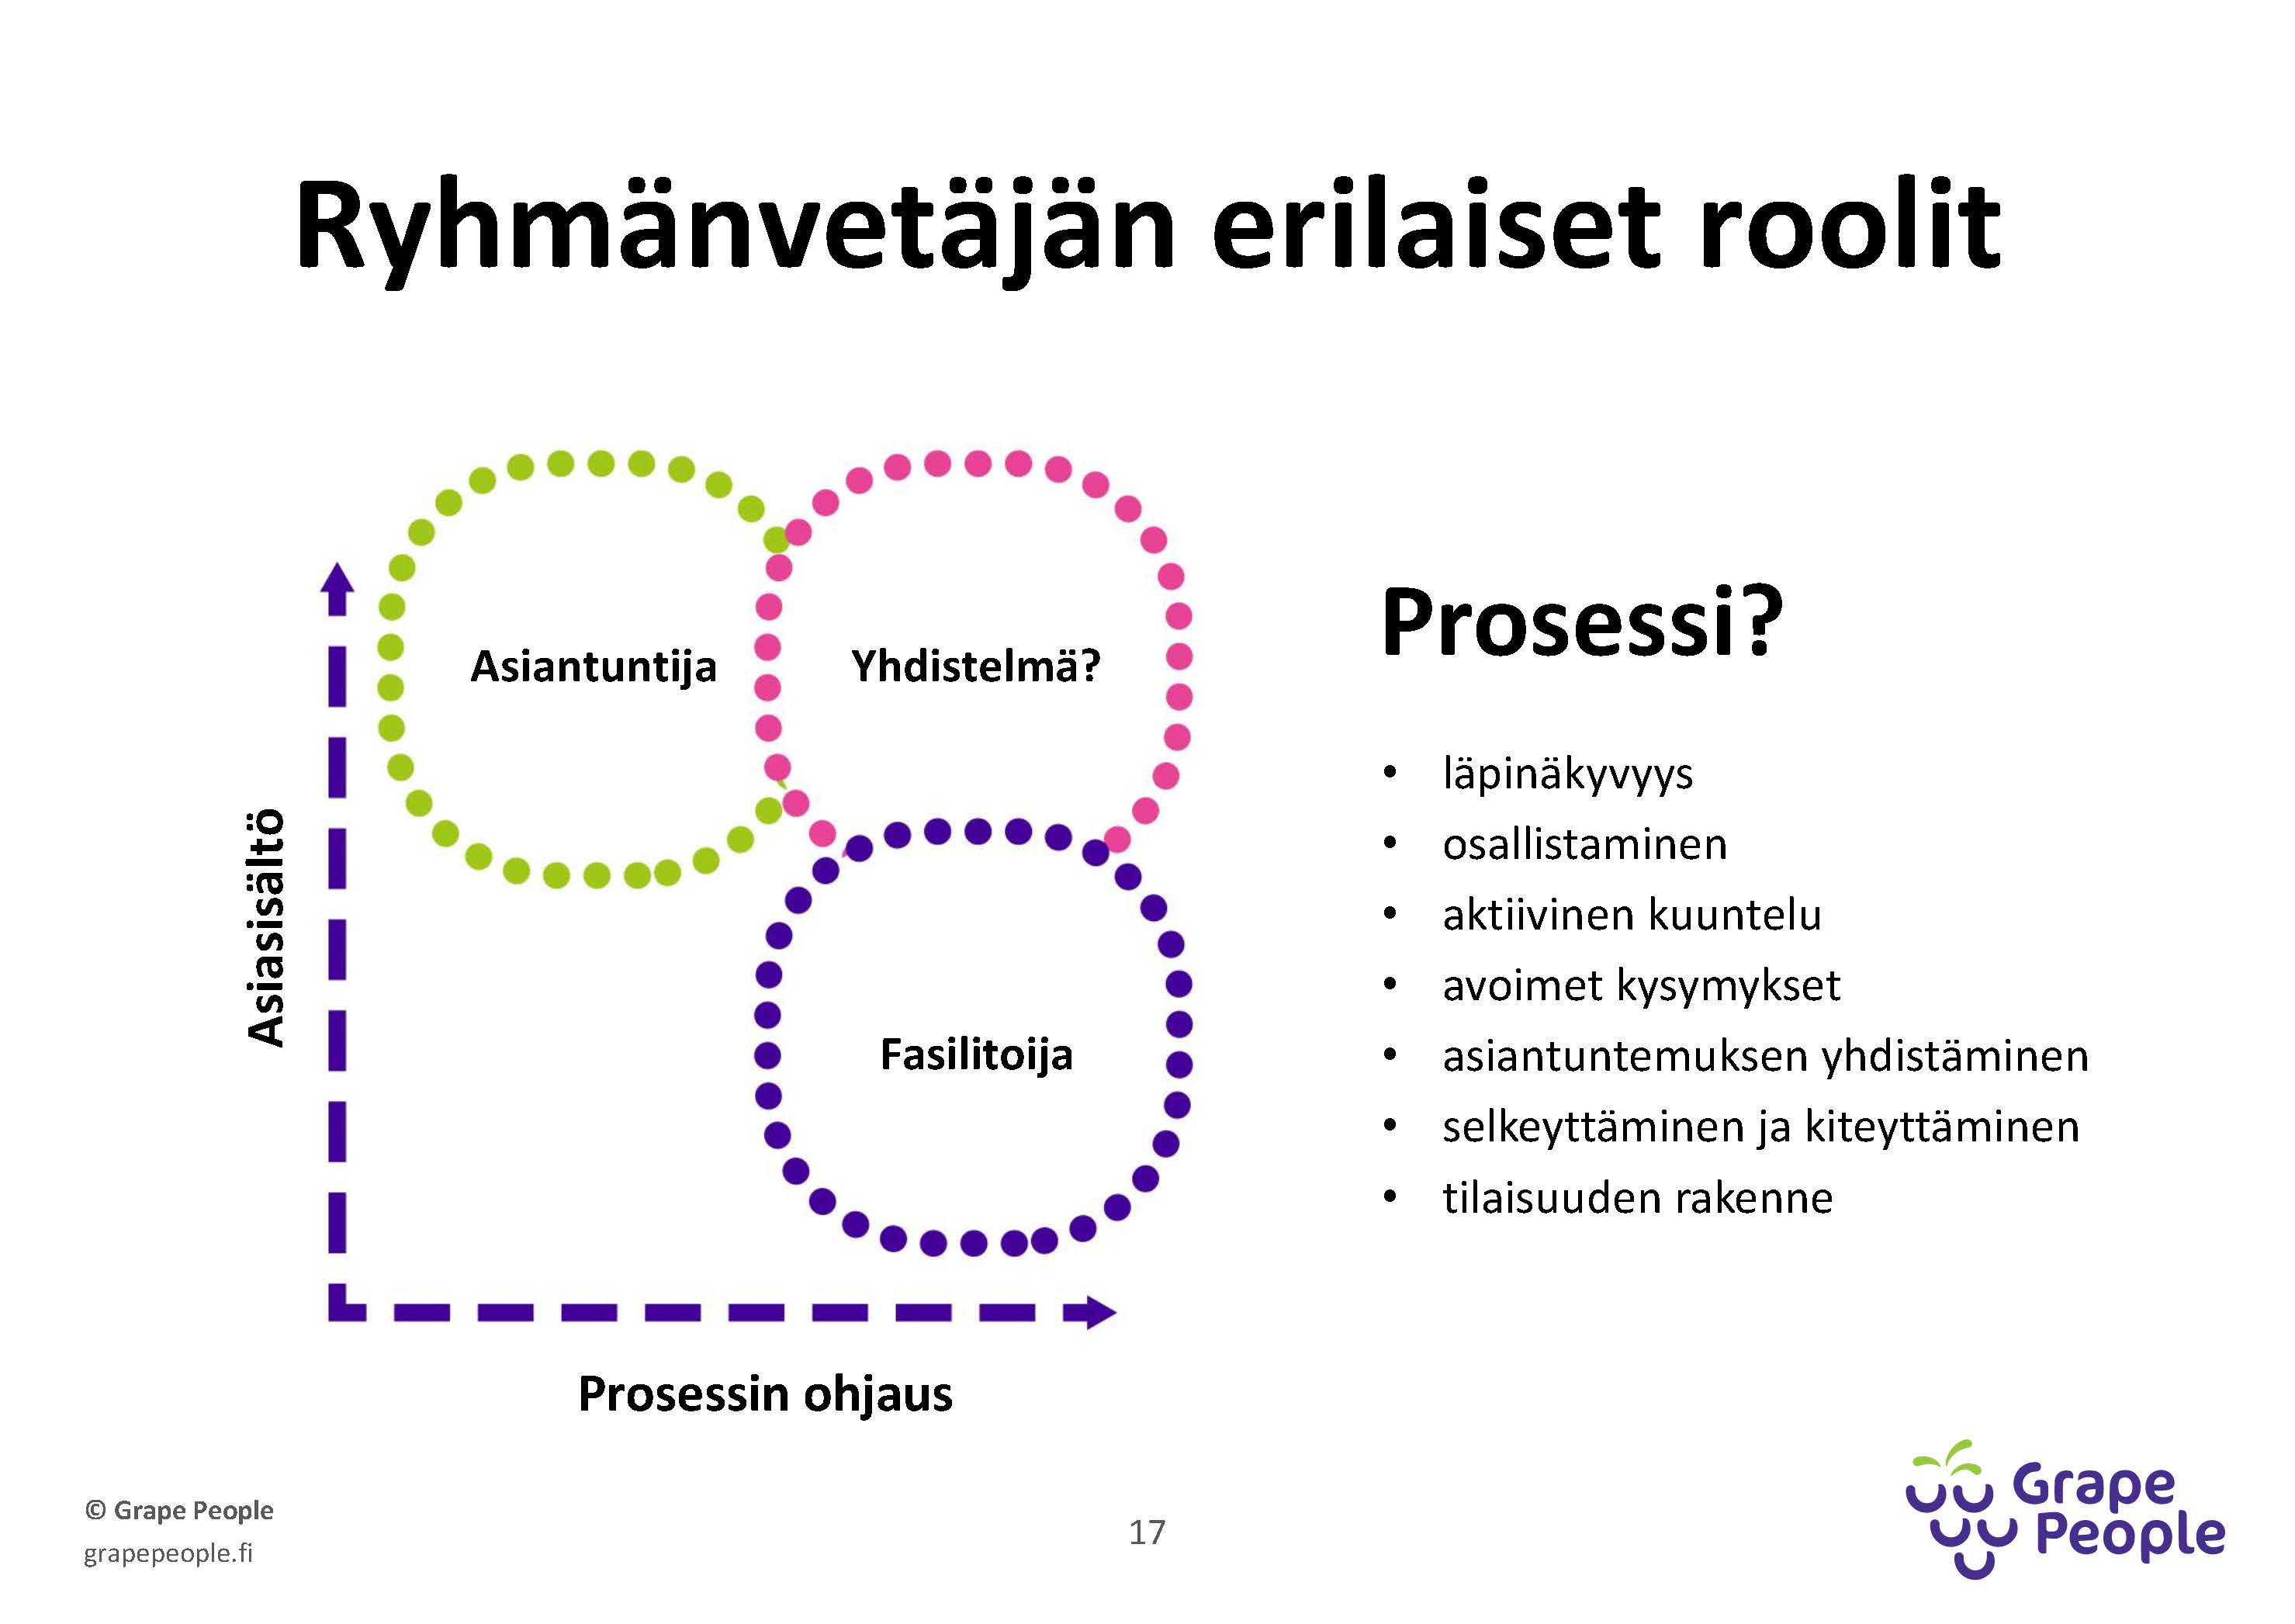 Ryhmänvetäjän erilaiset roolit
Asiasisältö
Asiantuntija
Yhdistelmä?
Fasilitoija
Prosessin ohjaus
Prosessi?
• läpinäkyvyys
• osallistaminen
• aktiivinen kuuntelu
• avoimet kysymykset
• asiantuntemuksen yhdistäminen
• selkeyttäminen ja kiteyttäminen
• tilaisuuden rakenne
© Grape People
grapepeople.fi
17
Grape
People